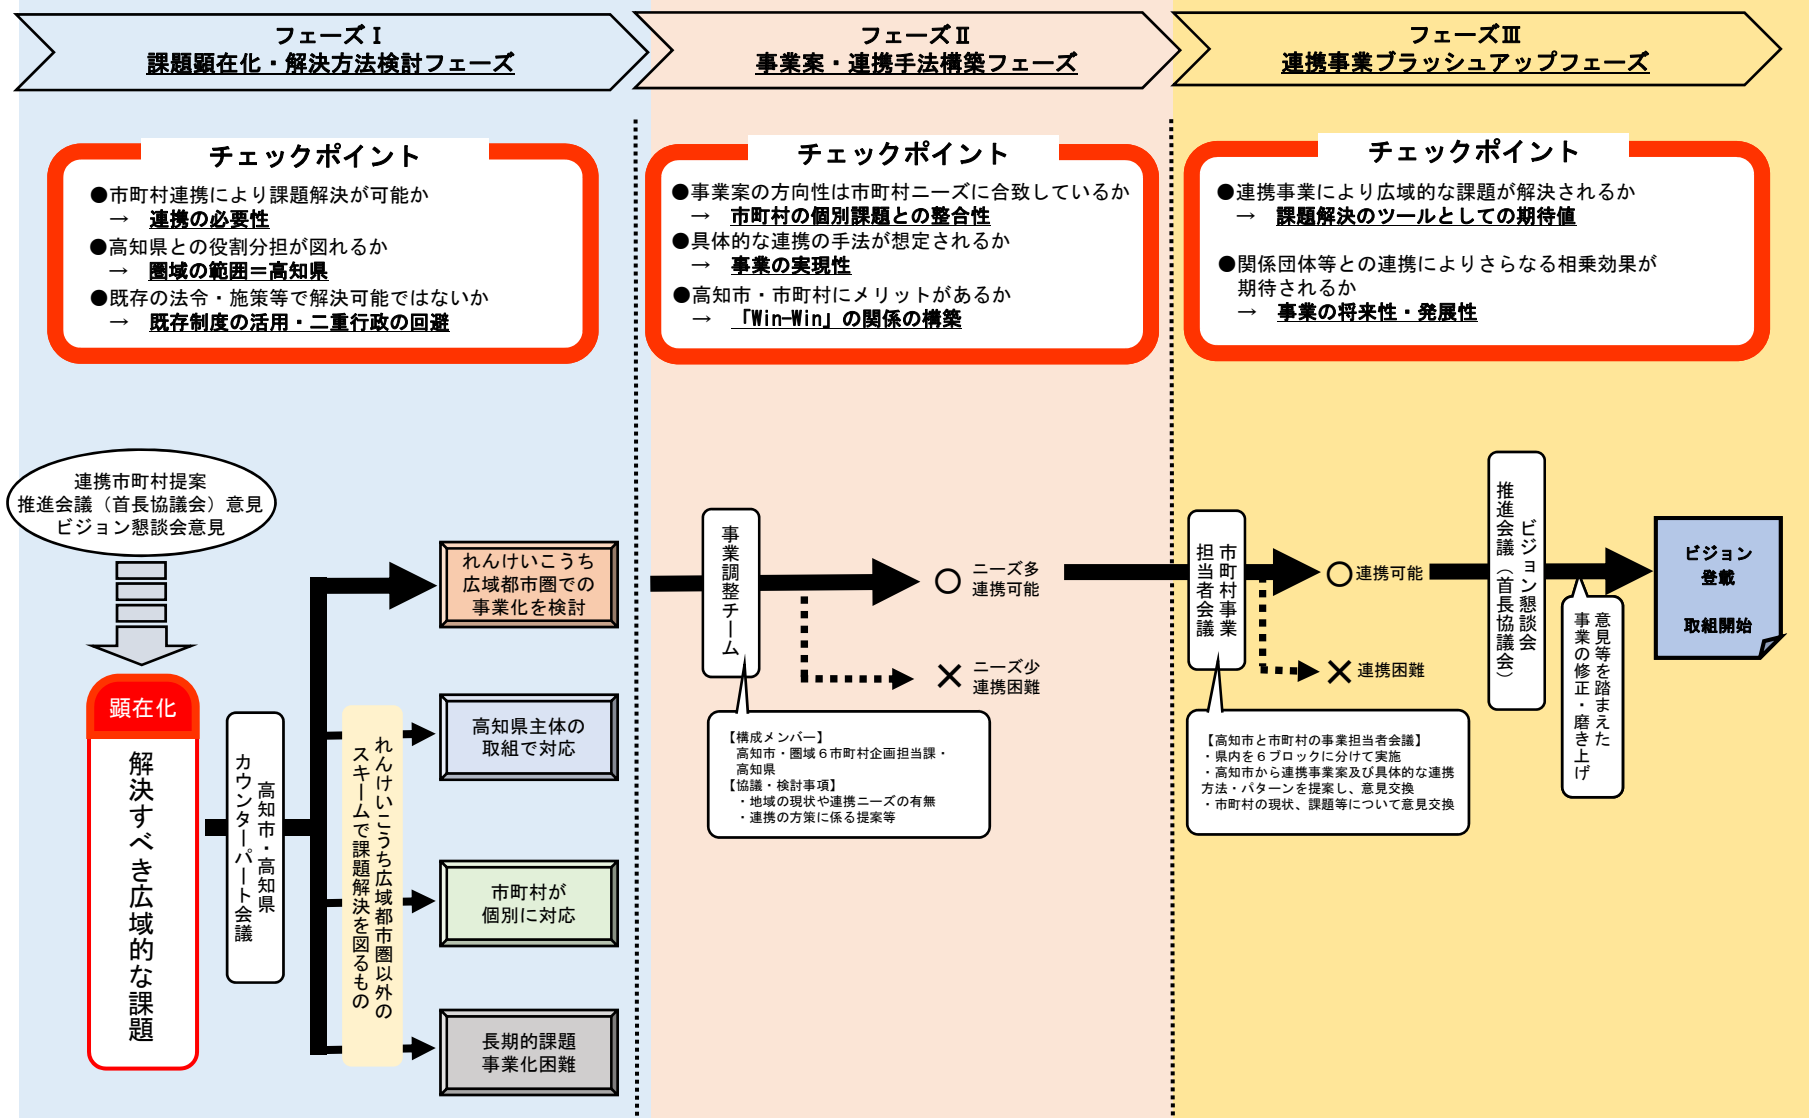 フェーズⅠ
課題顕在化・解決方法検討フェーズ
フェーズⅡ
事業案・連携手法構築フェーズ
フェーズⅢ
連携事業ブラッシュアップフェーズ
チェックポイント
●市町村連携により課題解決が可能か
→ 連携の必要性
●高知県との役割分担が図れるか
→ 圏域の範囲＝高知県
●既存の法令・施策等で解決可能ではないか
→ 既存制度の活用・二重行政の回避
チェックポイント
●事業案の方向性は市町村ニーズに合致しているか
→ 市町村の個別課題との整合性
●具体的な連携の手法が想定されるか
→ 事業の実現性
●高知市・市町村にメリットがあるか
→ 「Win-Win」の関係の構築
チェックポイント
●連携事業により広域的な課題が解決されるか
→ 課題解決のツールとしての期待値
●関係団体等との連携によりさらなる相乗効果が
期待されるか
→ 事業の将来性・発展性
連携市町村提案
推進会議（首長協議会）意見
ビジョン懇談会意見
顕在化
解決すべき広域的な課題
高知市・高知県
カウンターパート会議
れんけいこうち広域都市圏以外の
スキームで課題解決を図るもの
れんけいこうち
広域都市圏での
事業化を検討
高知県主体の
取組で対応
市町村が
個別に対応
長期的課題
事業化困難
事業調整チーム
○ ニーズ多
連携可能
× ニーズ少
連携困難
【構成メンバー】
高知市・圏域６市町村企画担当課・
高知県
【協議・検討事項】
・地域の現状や連携ニーズの有無
・連携の方策に係る提案等
市町村事業
担当者会議
○連携可能
×連携困難
【高知市と市町村の事業担当者会議】
・県内を６ブロックに分けて実施
・高知市から連携事業案及び具体的な連携
方法・パターンを提案し、意見交換
・市町村の現状、課題等について意見交換
ビジョン懇談会
推進会議（首長協議会）
意見等を踏まえた
事業の修正・磨き上げ
ビジョン
登載
取組開始